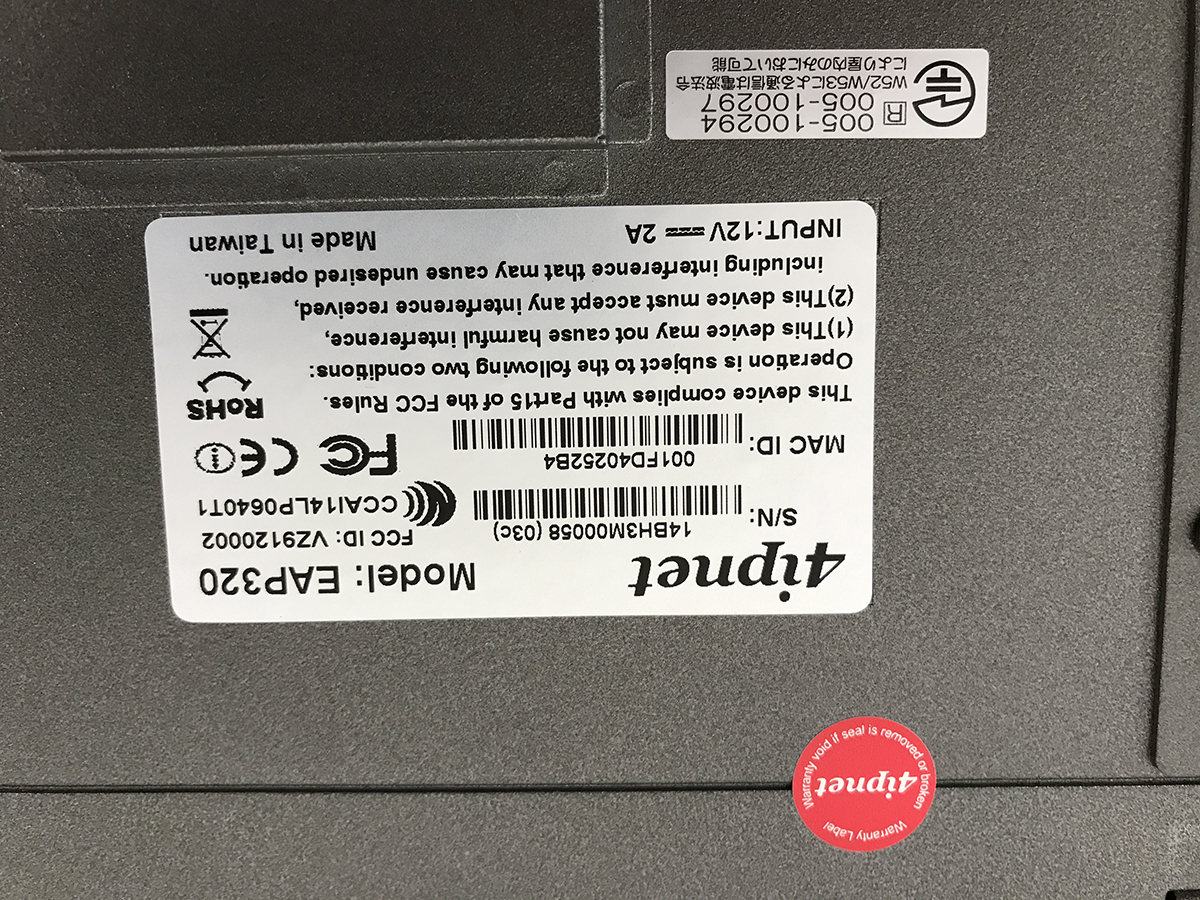 4ipnet
Model: EAP320
14BH3M00058 (03c)
FCC ID: VZ9120002
S/N:
CCAI14LP0640T1
001FD40252B4
MAC ID:
FC CE
This device complies with Part15 of the FCC Rules.
RoHS
Operation is subject to the following two conditions:
(1)This device may not cause harmful interference,
(2)This device must accept any interference received,
including interference that may cause undesired operation.
INPUT:12V 2A
Made in Taiwan
R
005-100294
005-100297
W52/W53による通信は電波法令
により屋内のみにおいて可能
Warranty void if seal is removed or broken
4ipnet
Warranty Label